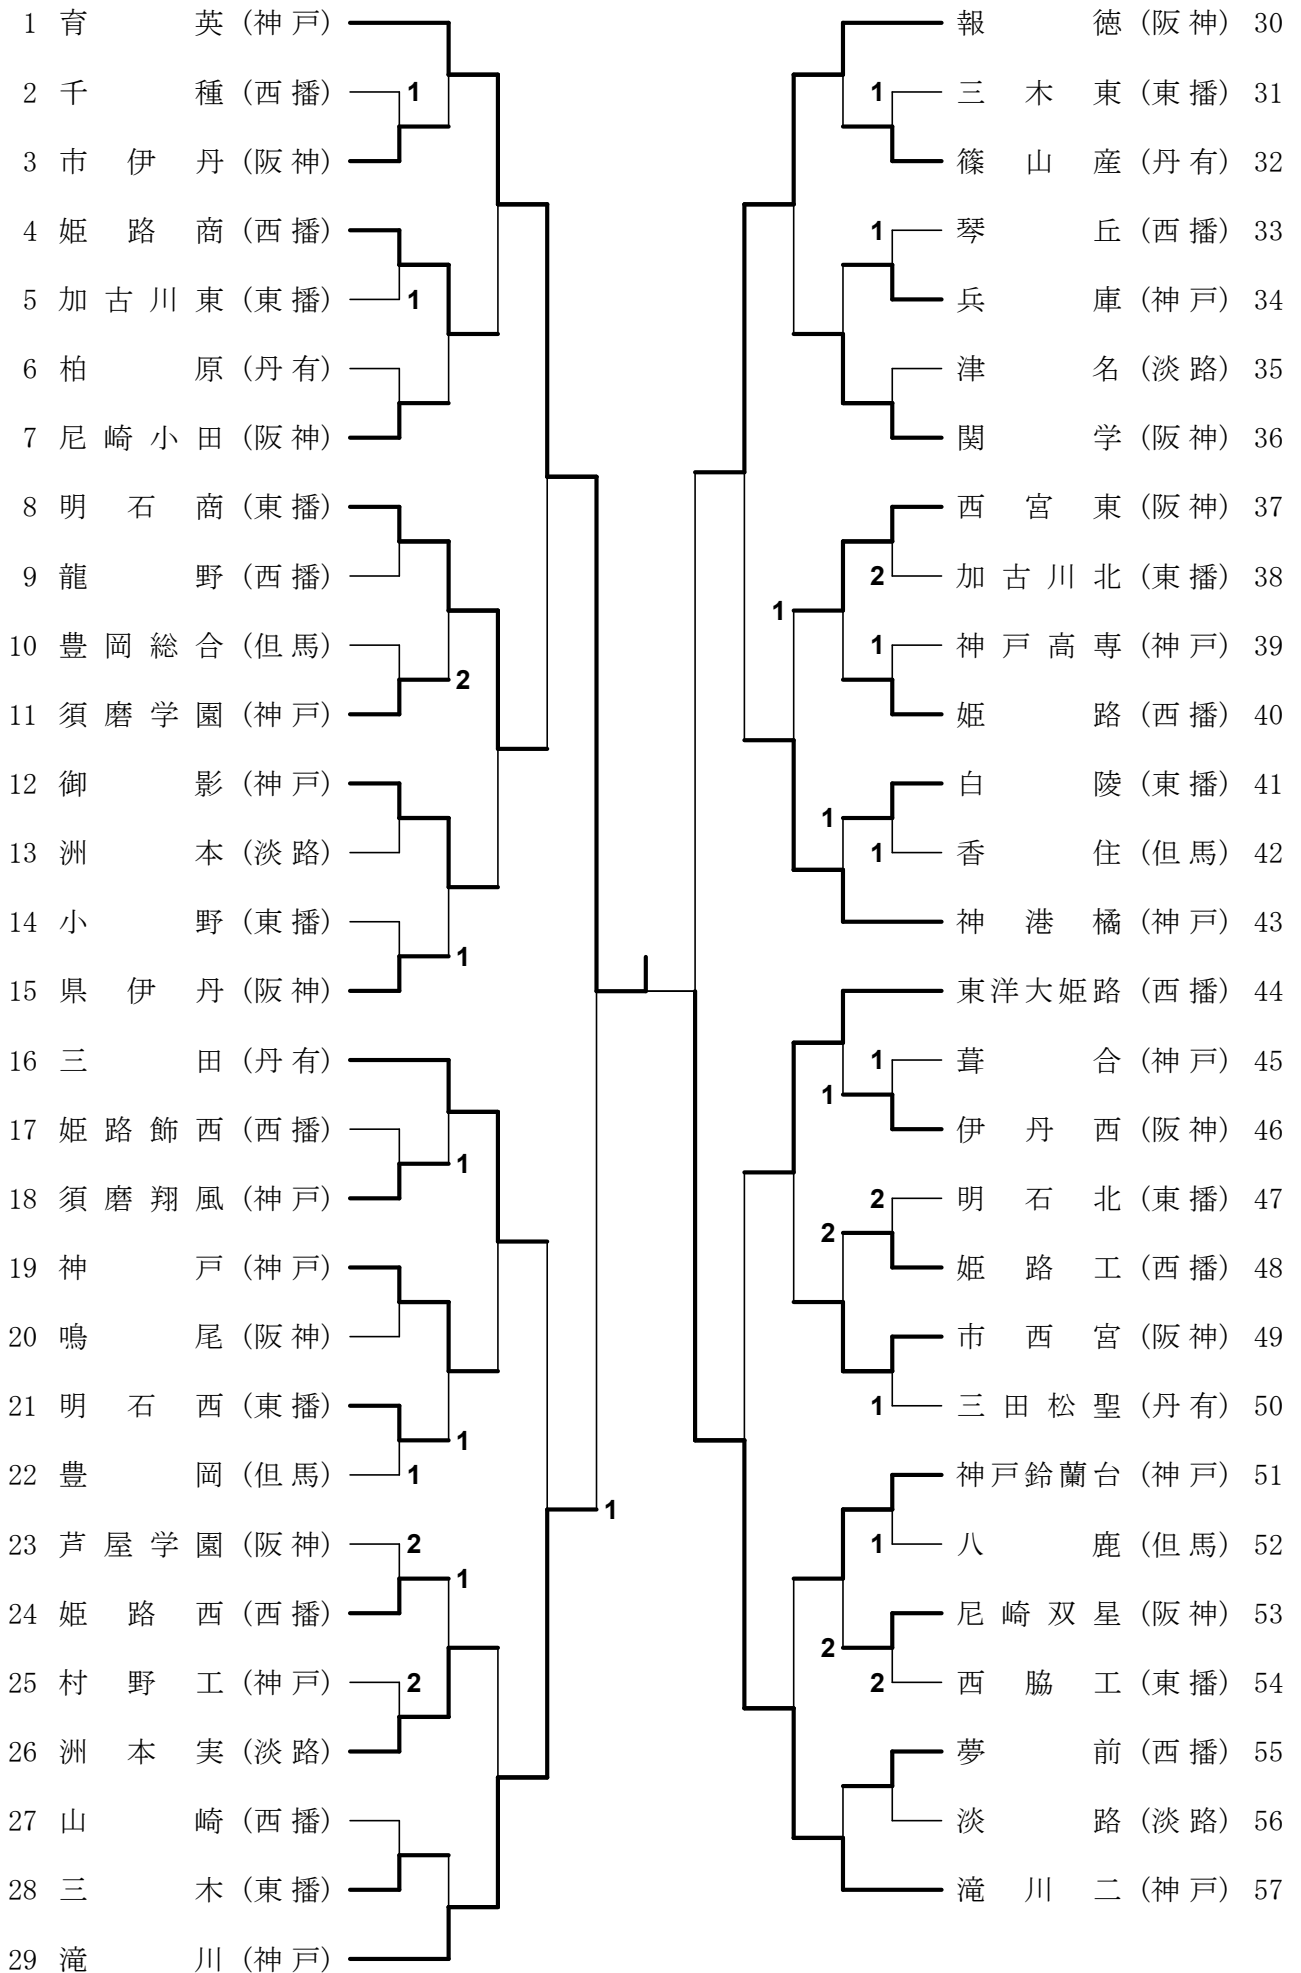 1 育英 (神戸)
2 千種 (西播) 1
3 市伊丹 (阪神)
4 姫路商 (西播)
5 加古川東 (東播) 1
6 柏原 (丹有)
7 尼崎小田 (阪神)
8 明石商 (東播)
9 龍野 (西播)
10 豊岡総合 (但馬)
2
11 須磨学園 (神戸)
12 御影 (神戸)
13 洲本 (淡路)
14 小野 (東播)
1
15 県伊丹 (阪神)
16 三田 (丹有)
17 姫路飾西 (西播)
1
18 須磨翔風 (神戸)
19 神戸 (神戸)
20 鳴尾 (阪神)
21 明石西 (東播)
1
22 豊岡 (但馬) 1
1
23 芦屋学園 (阪神) 2
1
24 姫路西 (西播)
25 村野工 (神戸) 2
26 洲本実 (淡路)
27 山崎 (西播)
28 三木 (東播)
29 滝川 (神戸)
報徳 (阪神) 30
1 三木東 (東播) 31
篠山産 (丹有) 32
1 琴丘 (西播) 33
兵庫 (神戸) 34
津名 (淡路) 35
関学 (阪神) 36
西宮東 (阪神) 37
2 加古川北 (東播) 38
1
1 神戸高専 (神戸) 39
姫路 (西播) 40
白陵 (東播) 41
1
1 香住 (但馬) 42
神港橘 (神戸) 43
東洋大姫路 (西播) 44
1 葺合 (神戸) 45
1
伊丹西 (阪神) 46
2 明石北 (東播) 47
2
姫路工 (西播) 48
市西宮 (阪神) 49
1 三田松聖 (丹有) 50
神戸鈴蘭台 (神戸) 51
1 八鹿 (但馬) 52
尼崎双星 (阪神) 53
2
2 西脇工 (東播) 54
夢前 (西播) 55
淡路 (淡路) 56
滝川二 (神戸) 57